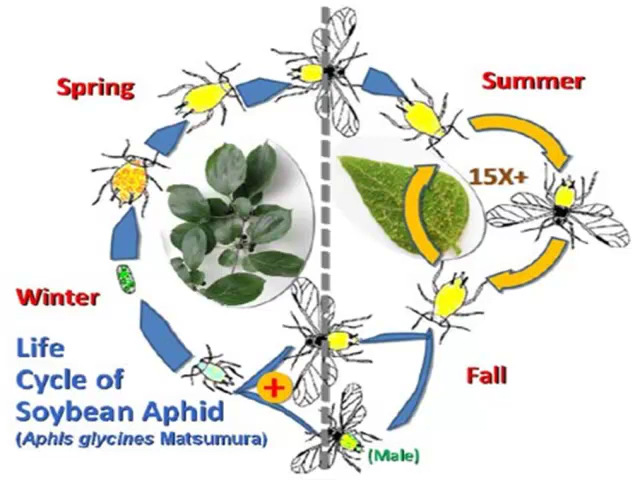 Spring
Summer
15X+
Winter
Life
Cycle of
Soybean Aphid
(Aphis glycines Matsumura)
+
Fall
(Male)